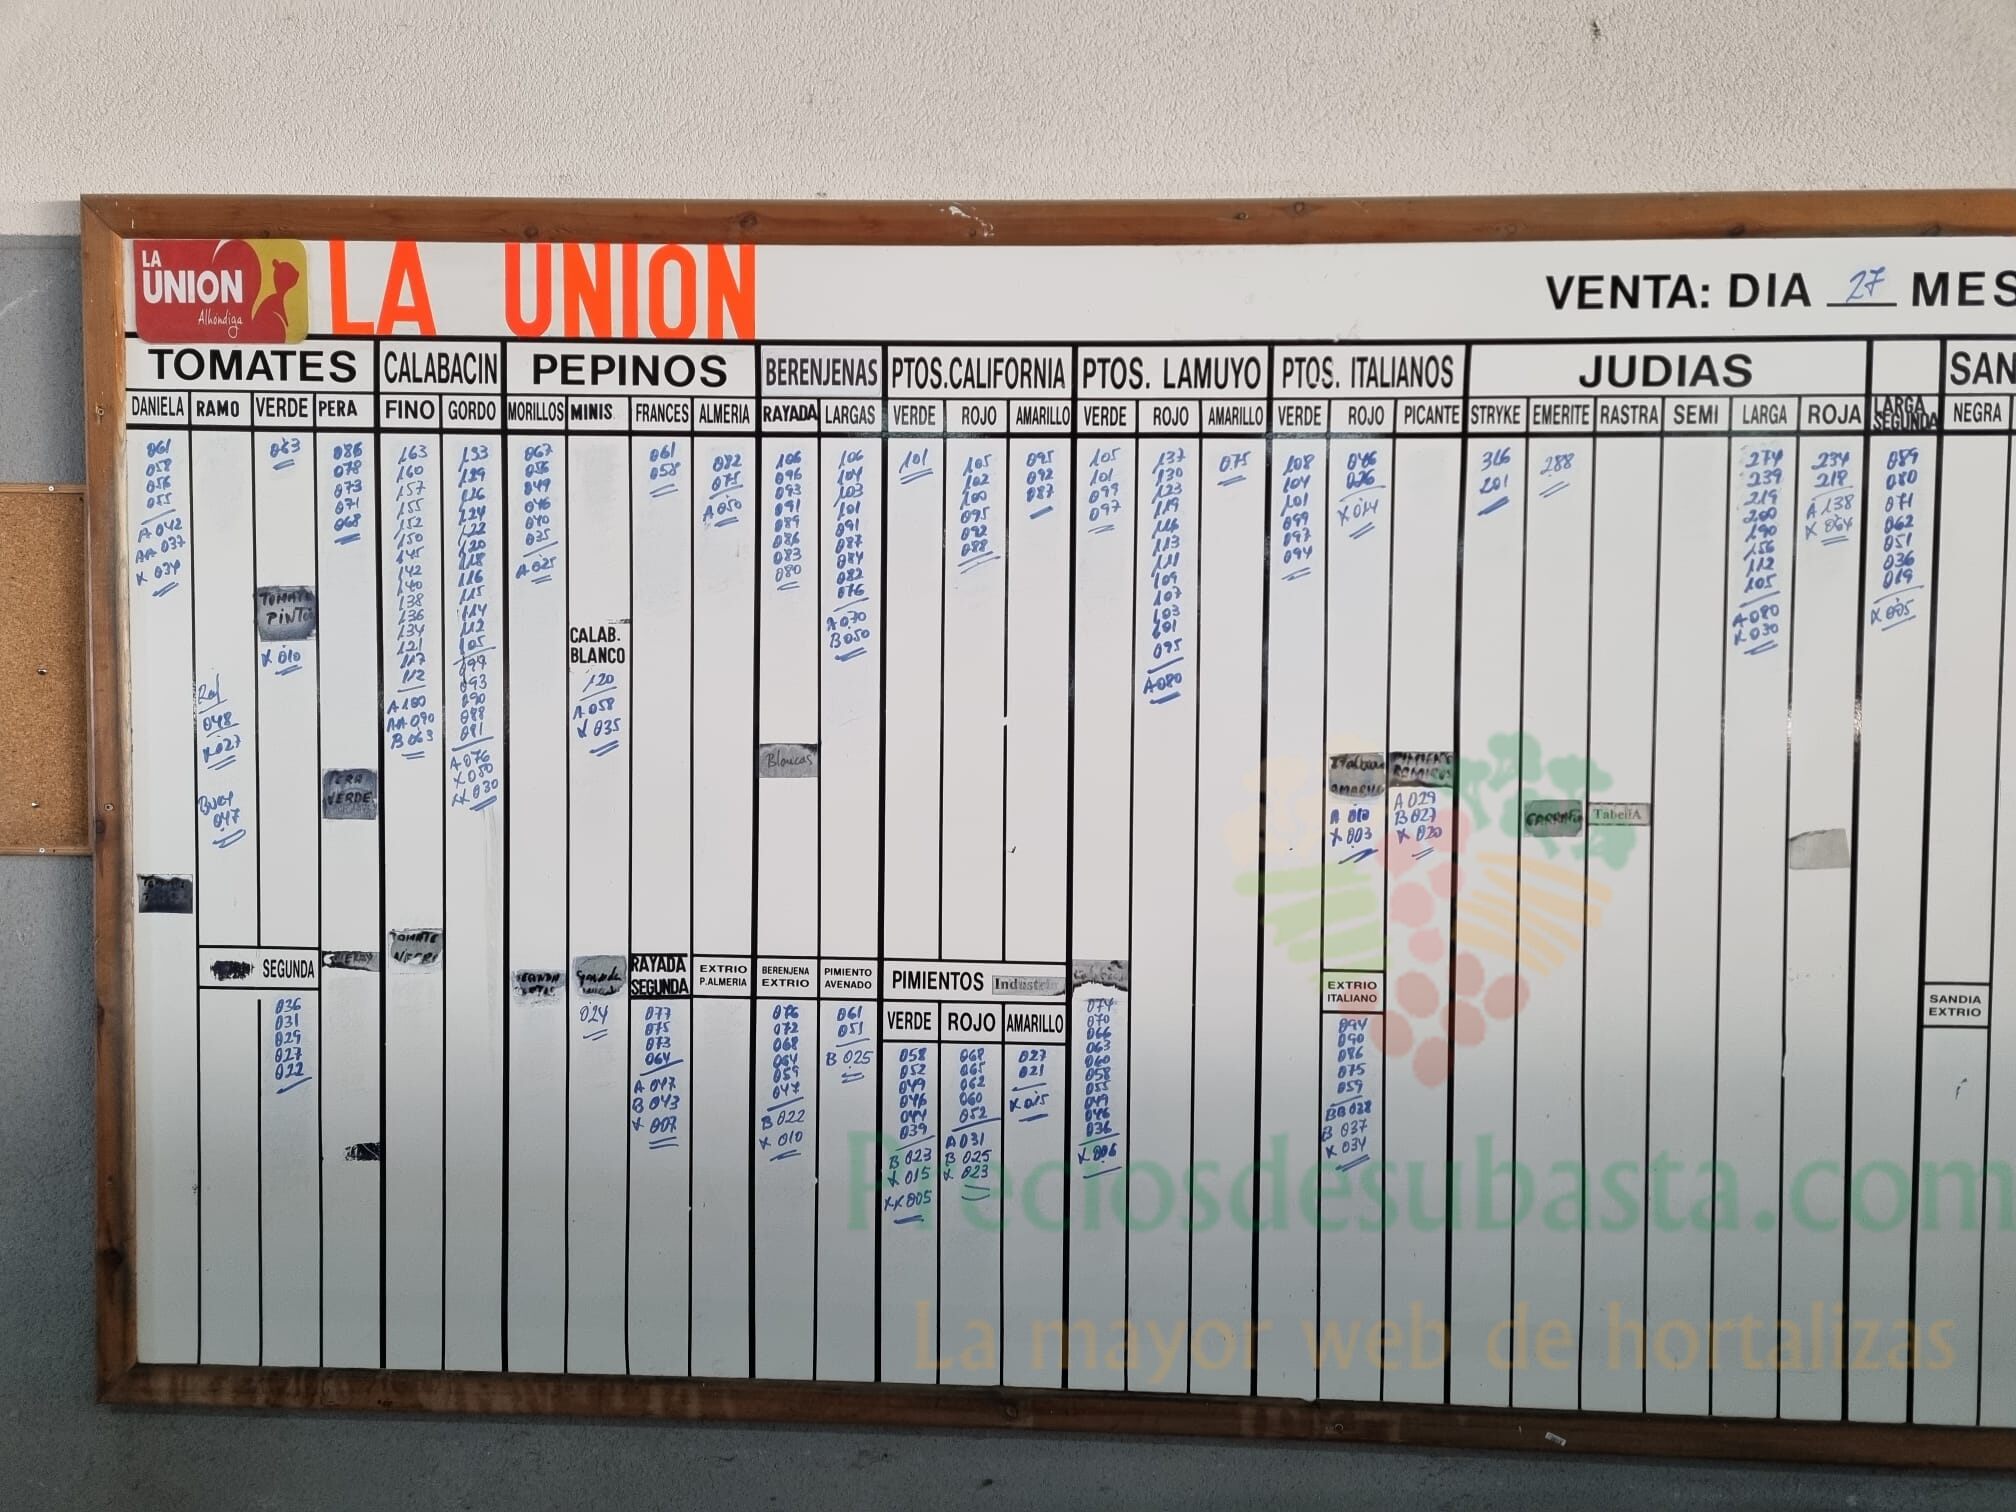 LA
UNION
Alhóndiga
LA UNION
VENTA: DIA 27 MES
TOMATES CALABACIN PEPINOS BERENJENAS PTOS.CALIFORNIA PTOS. LAMUYO PTOS. ITALIANOS JUDIAS SAN
DANIELA RAMO VERDE PERA FINO GORDO MORILLOS MINIS. FRANCES ALMERIA RAYADA LARGAS VERDE ROJO AMARILLO VERDE ROJO AMARILLO VERDE ROJO PICANTE STRYKE EMERITE RASTRA SEMI LARGA ROJA LARGA SEGUNDA NEGRA
061
058
056
055
A 042
AA 037
X 034
048
X 027
047
063
TOMATE
PINTO
X 010
SEGUNDA
036
031
029
027
022
086
078
073
071
068
PERA
VERDE
163
160
157
155
152
150
145
142
140
138
136
134
121
117
112
A 100
AA 090
B 063
TOMATE
NEGRO
133
129
126
124
122
120
118
116
115
114
112
105
099
093
090
088
081
A 076
X 050
XX 030
067
056
049
046
040
035
A 025
CALAB.
BLANCO
120
A 058
X 035
024
061
058
RAYADA
SEGUNDA
077
075
073
064
A 047
B 043
X 007
082
075
A 050
EXTRIO
P.ALMERIA
106
096
093
091
089
086
083
080
Blancas
BERENJENA
EXTRIO
076
072
068
064
059
047
B 022
X 010
106
104
103
101
091
087
084
082
076
A 070
B 050
PIMIENTO
AVENADO
061
051
B 025
101
105
102
100
095
092
088
095
092
087
PIMIENTOS Industria
VERDE ROJO AMARILLO
058
052
049
046
044
039
B 023
X 015
XX 005
068
065
062
060
052
A 031
B 025
X 023
027
021
X 015
105
101
099
097
074
070
066
063
060
058
055
049
046
036
X 006
137
130
123
119
116
113
111
109
107
103
101
095
A 080
075
108
104
101
099
097
094
046
026
X 014
A 010
X 003
EXTRIO
ITALIANO
094
090
086
075
059
BB 038
B 037
X 034
A 029
B 027
X 020
316
201
288
TabellA
274
239
219
200
190
156
112
105
A 080
X 030
234
218
A 138
X 064
089
080
071
062
051
036
019
X 005
SANDIA
EXTRIO
Preciosdesubasta.com
La mayor web de hortalizas